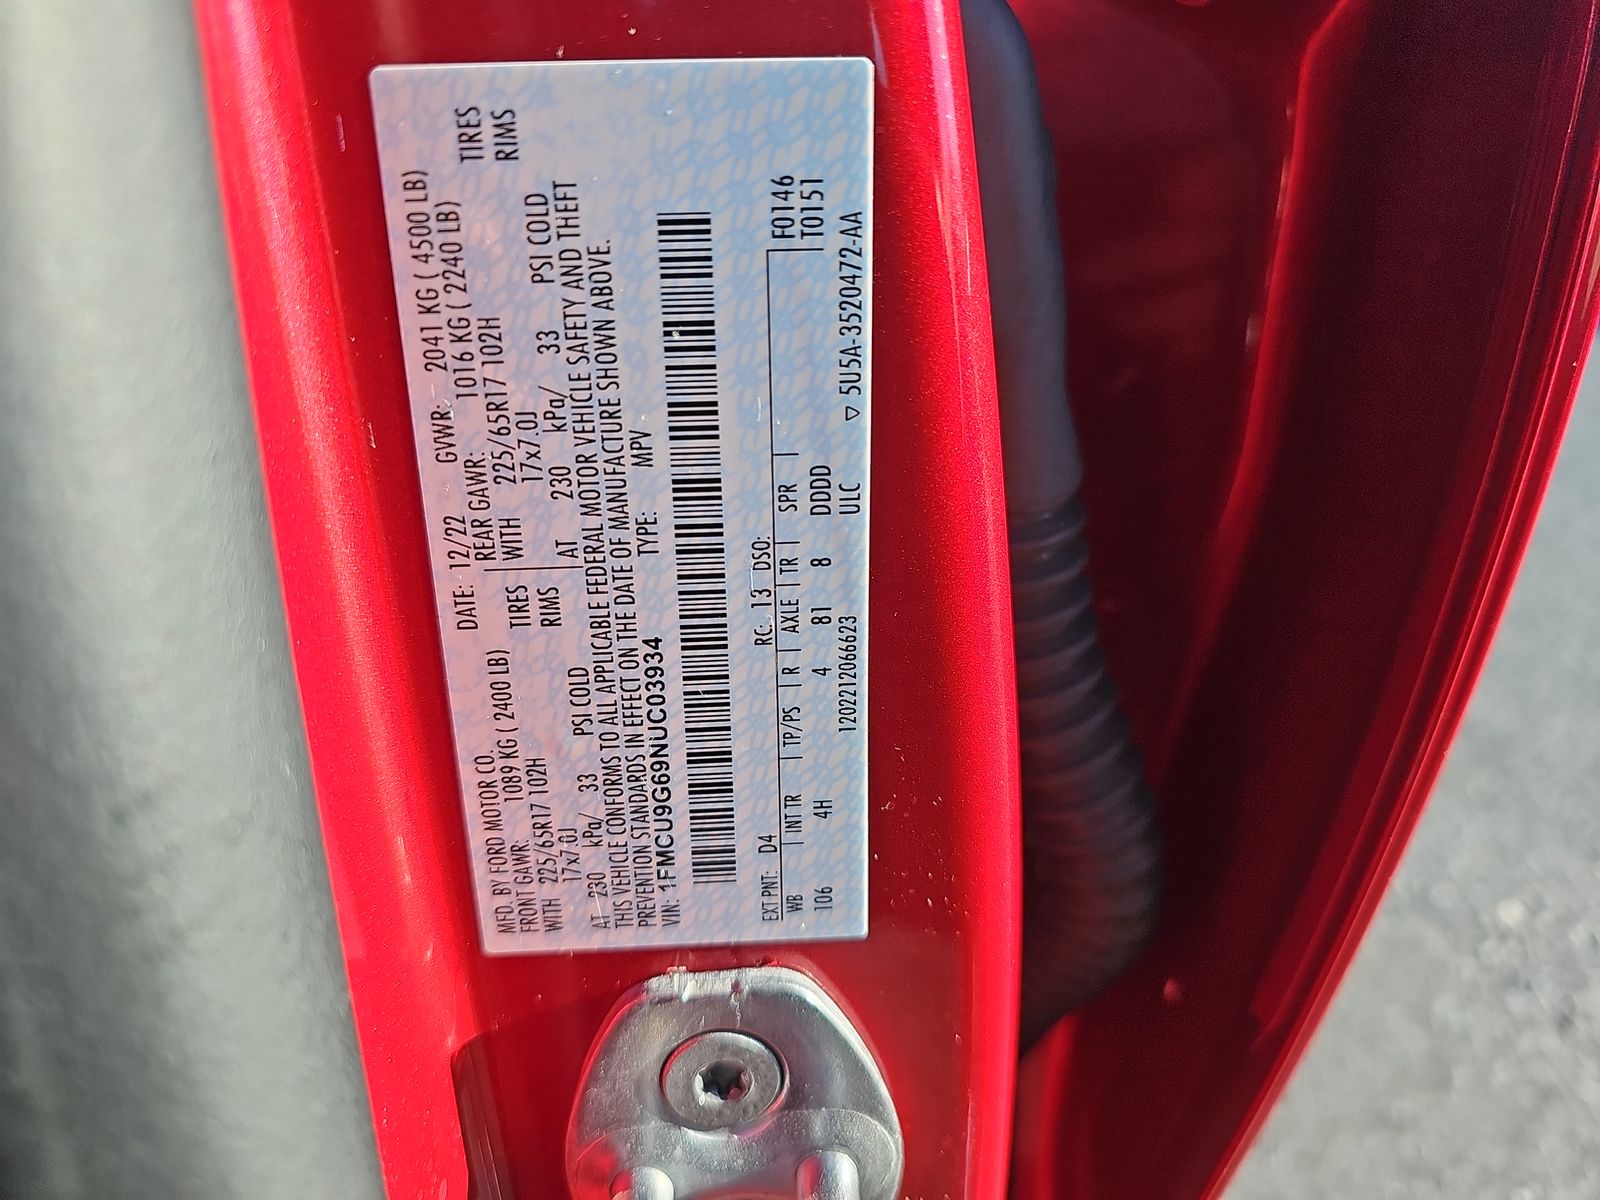 MFD. BY FORD MOTOR CO. DATE: 12/22 GVWR: 2041 KG ( 4500 LB)
FRONT GAWR: 1089 KG ( 2400 LB) REAR GAWR: 1016 KG ( 2240 LB)
WITH 225/65R17 102H TIRES WITH 225/65R17 102H TIRES
17x7.0J RIMS 17x7.0J RIMS
AT 230 kPa/ 33 PSI COLD AT 230 kPa/ 33 PSI COLD
THIS VEHICLE CONFORMS TO ALL APPLICABLE FEDERAL MOTOR VEHICLE SAFETY AND THEFT
PREVENTION STANDARDS IN EFFECT ON THE DATE OF MANUFACTURE SHOWN ABOVE.
VIN: 1FMCU9G69NUC03934 TYPE: MPV
EXT PNT: D4 RC: 13 DSO: F0146
WB | INT TR | TP/PS | R | AXLE | TR | SPR | T0151
106 4H 4 81 8 DDDD
1202212066623 ULC ▽ 5U5A-3520472-AA